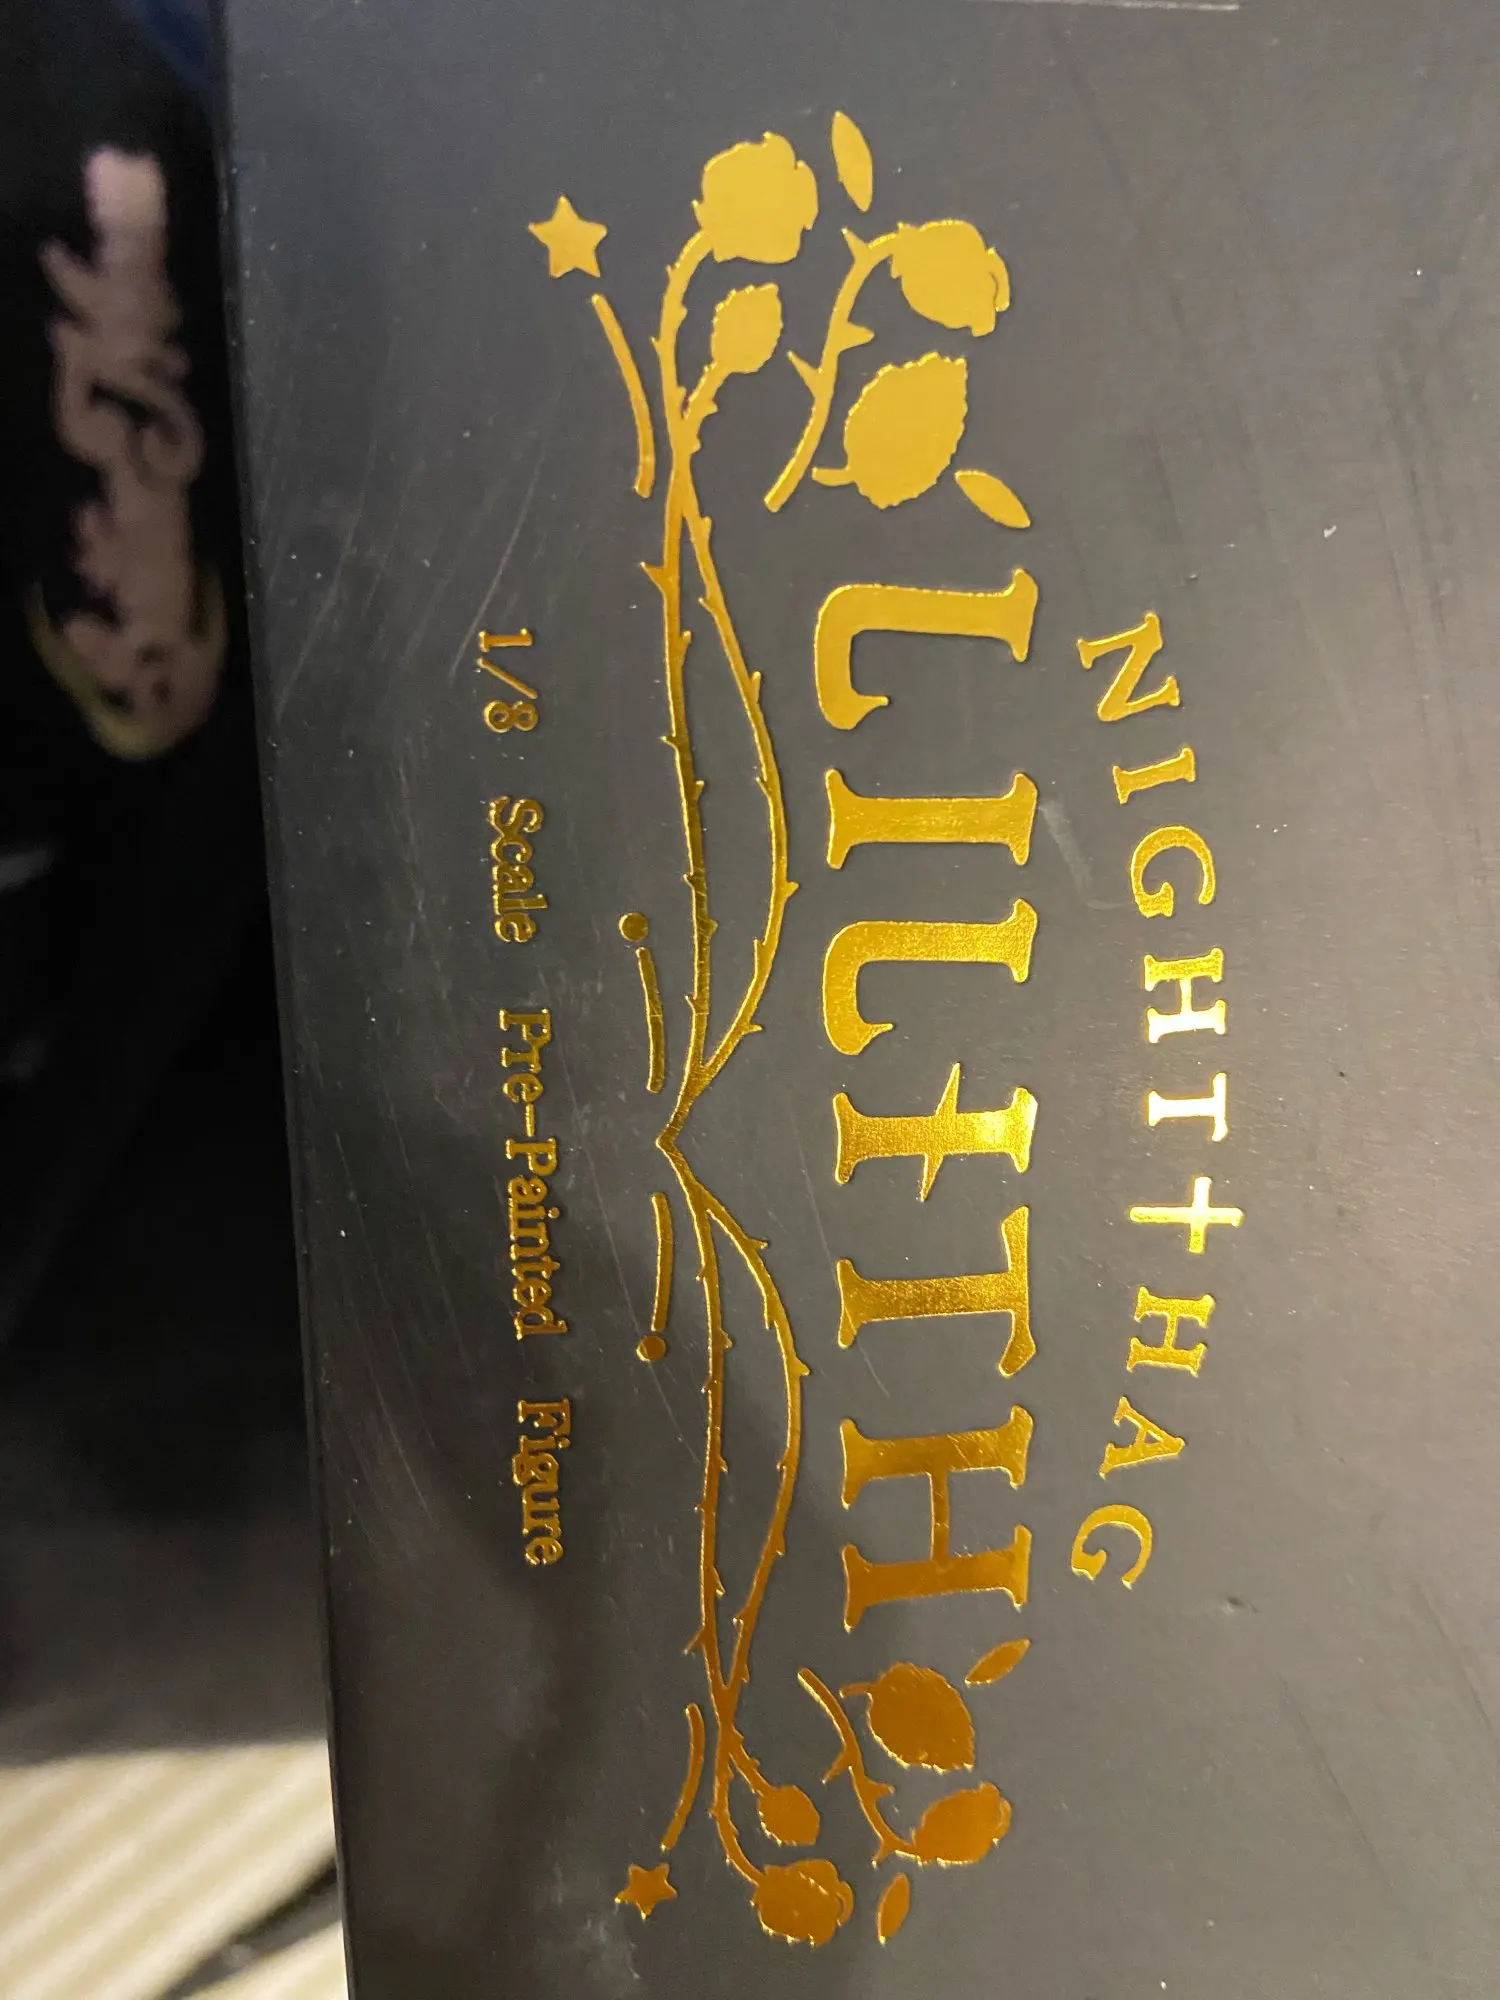 NIGHT+HAG
LILITH
1/8 Scale Pre-Painted Figure